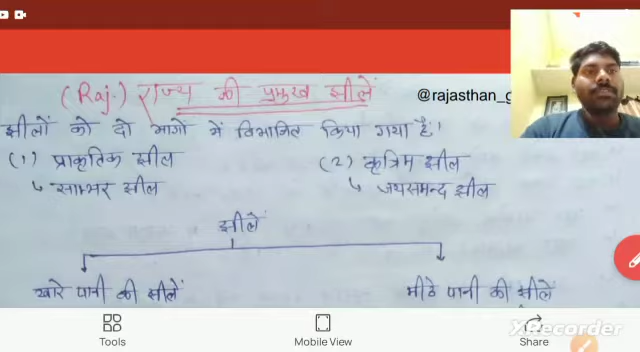 (Raj.) राज्य की प्रमुख झीलें
@rajasthan_g
झीलों को दो भागों में विभाजित किया गया है।
(1) प्राकृतिक झील
(2) कृत्रिम झील
↳ साम्भर झील
↳ जयसमन्द झील
झीलें
खारे पानी की झीलें
मीठे पानी की झीलें
Tools
Mobile View
Share
XRecorder